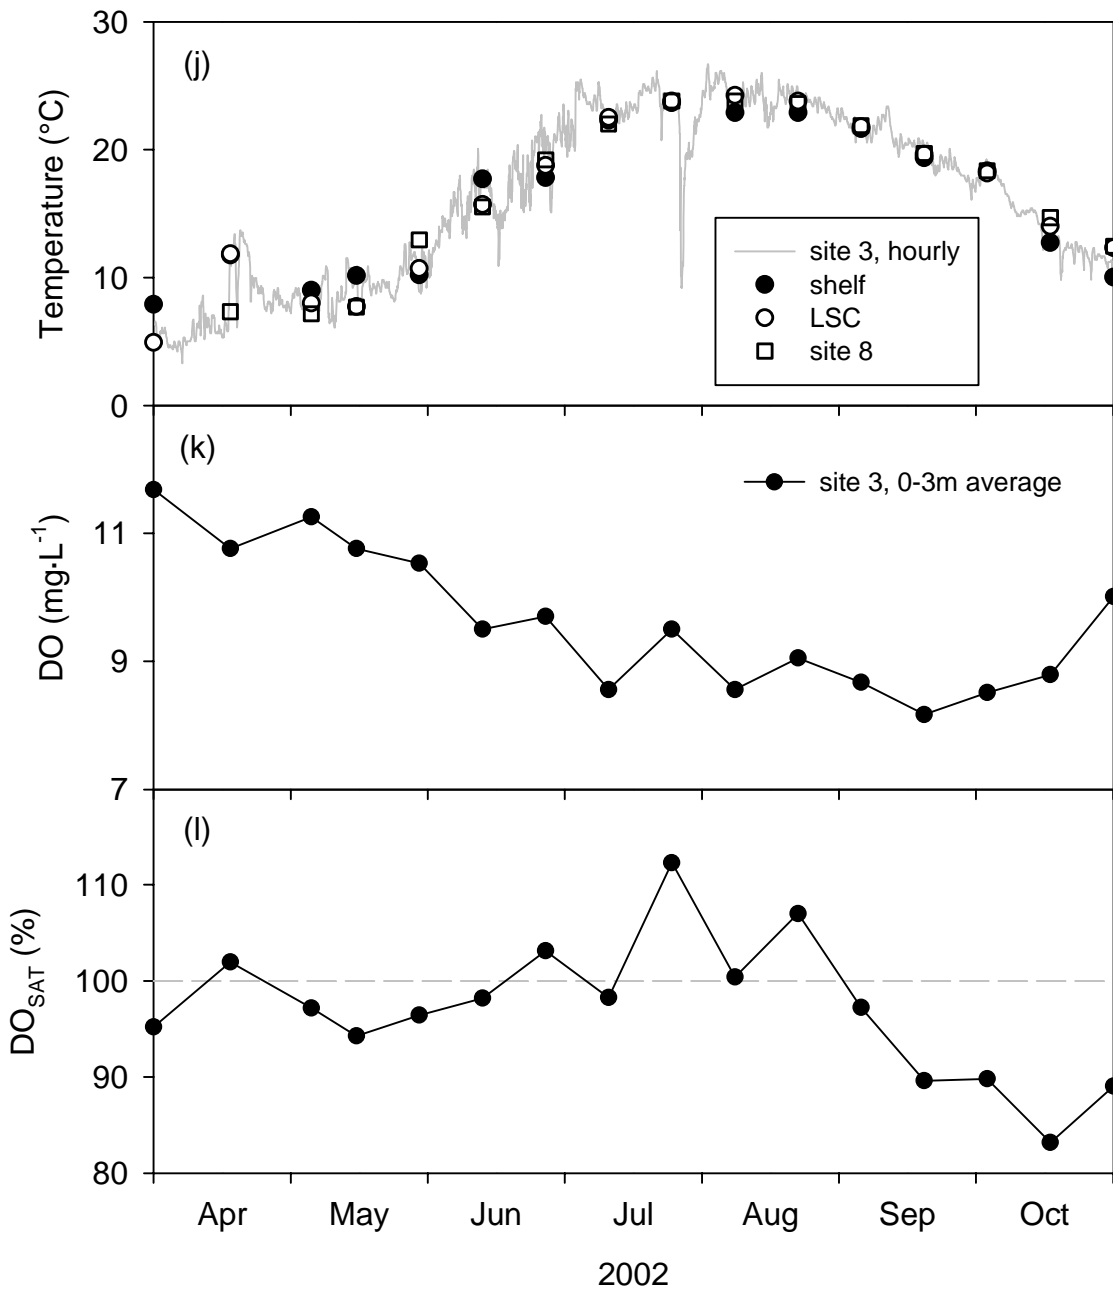 30
(j)
20
10
0
Temperature (°C)
site 3, hourly
shelf
LSC
site 8
(k)
11
9
7
DO (mg·L-1)
site 3, 0-3m average
(l)
110
100
90
80
DOSAT (%)
Apr May Jun Jul Aug Sep Oct
2002